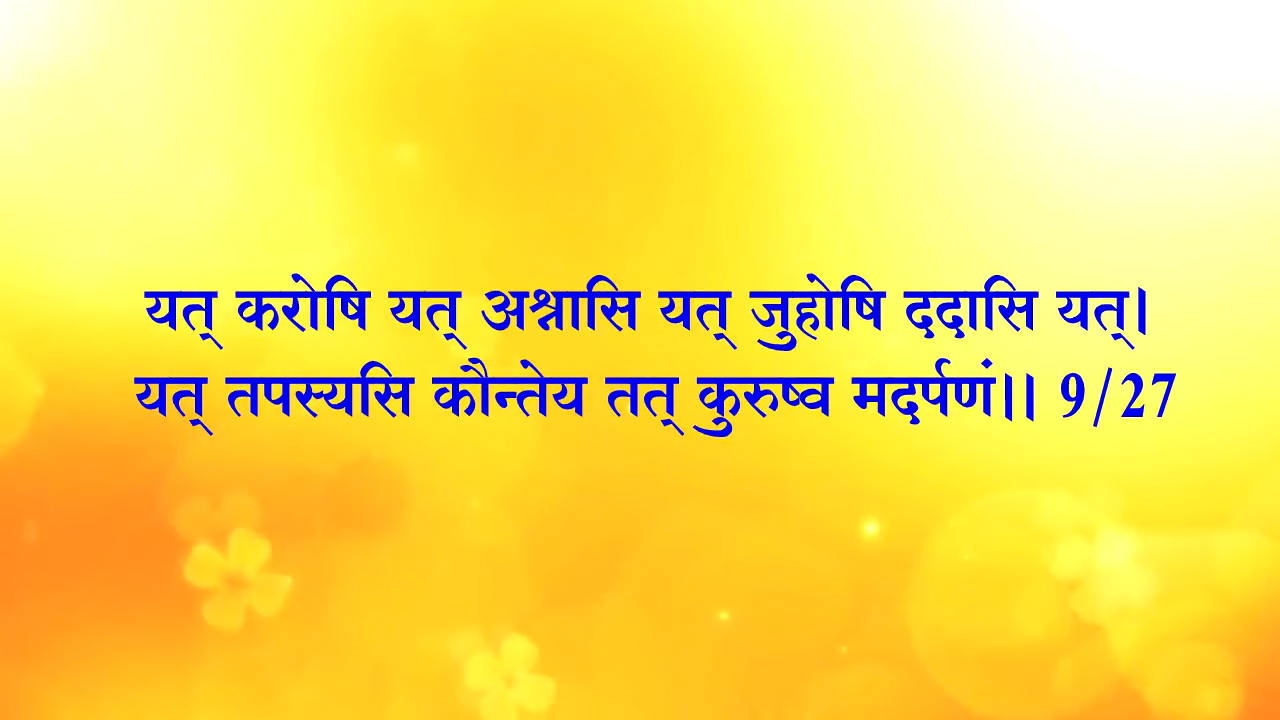 यत् करोषि यत् अश्नासि यत् जुहोषि ददासि यत्।
यत् तपस्यसि कौन्तेय तत् कुरुष्व मदर्पणं।। 9/27